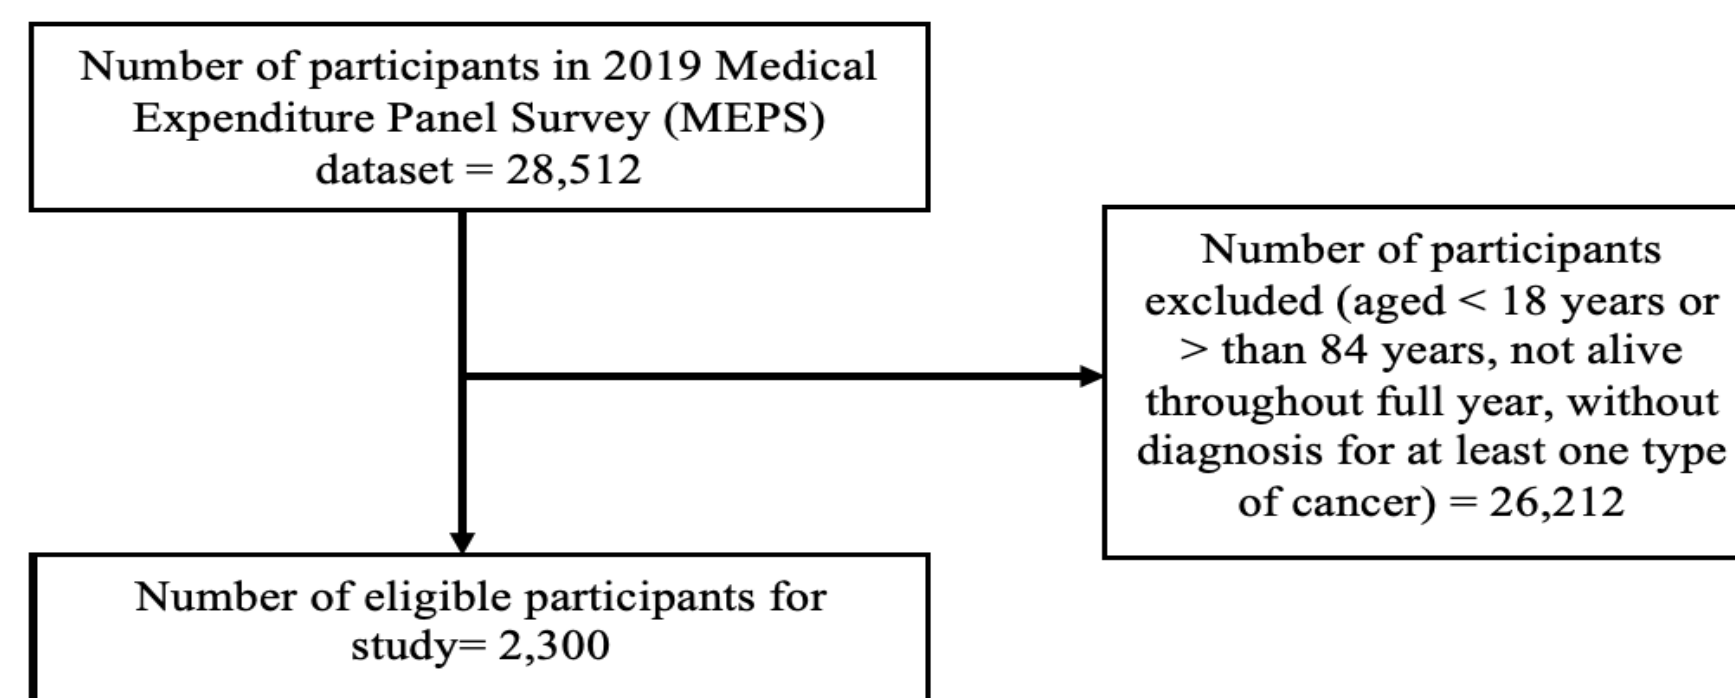 Number of participants in 2019 Medical
Expenditure Panel Survey (MEPS)
dataset = 28,512
Number of participants
excluded (aged < 18 years or
> than 84 years, not alive
throughout full year, without
diagnosis for at least one type
of cancer) = 26,212
Number of eligible participants for
study= 2,300